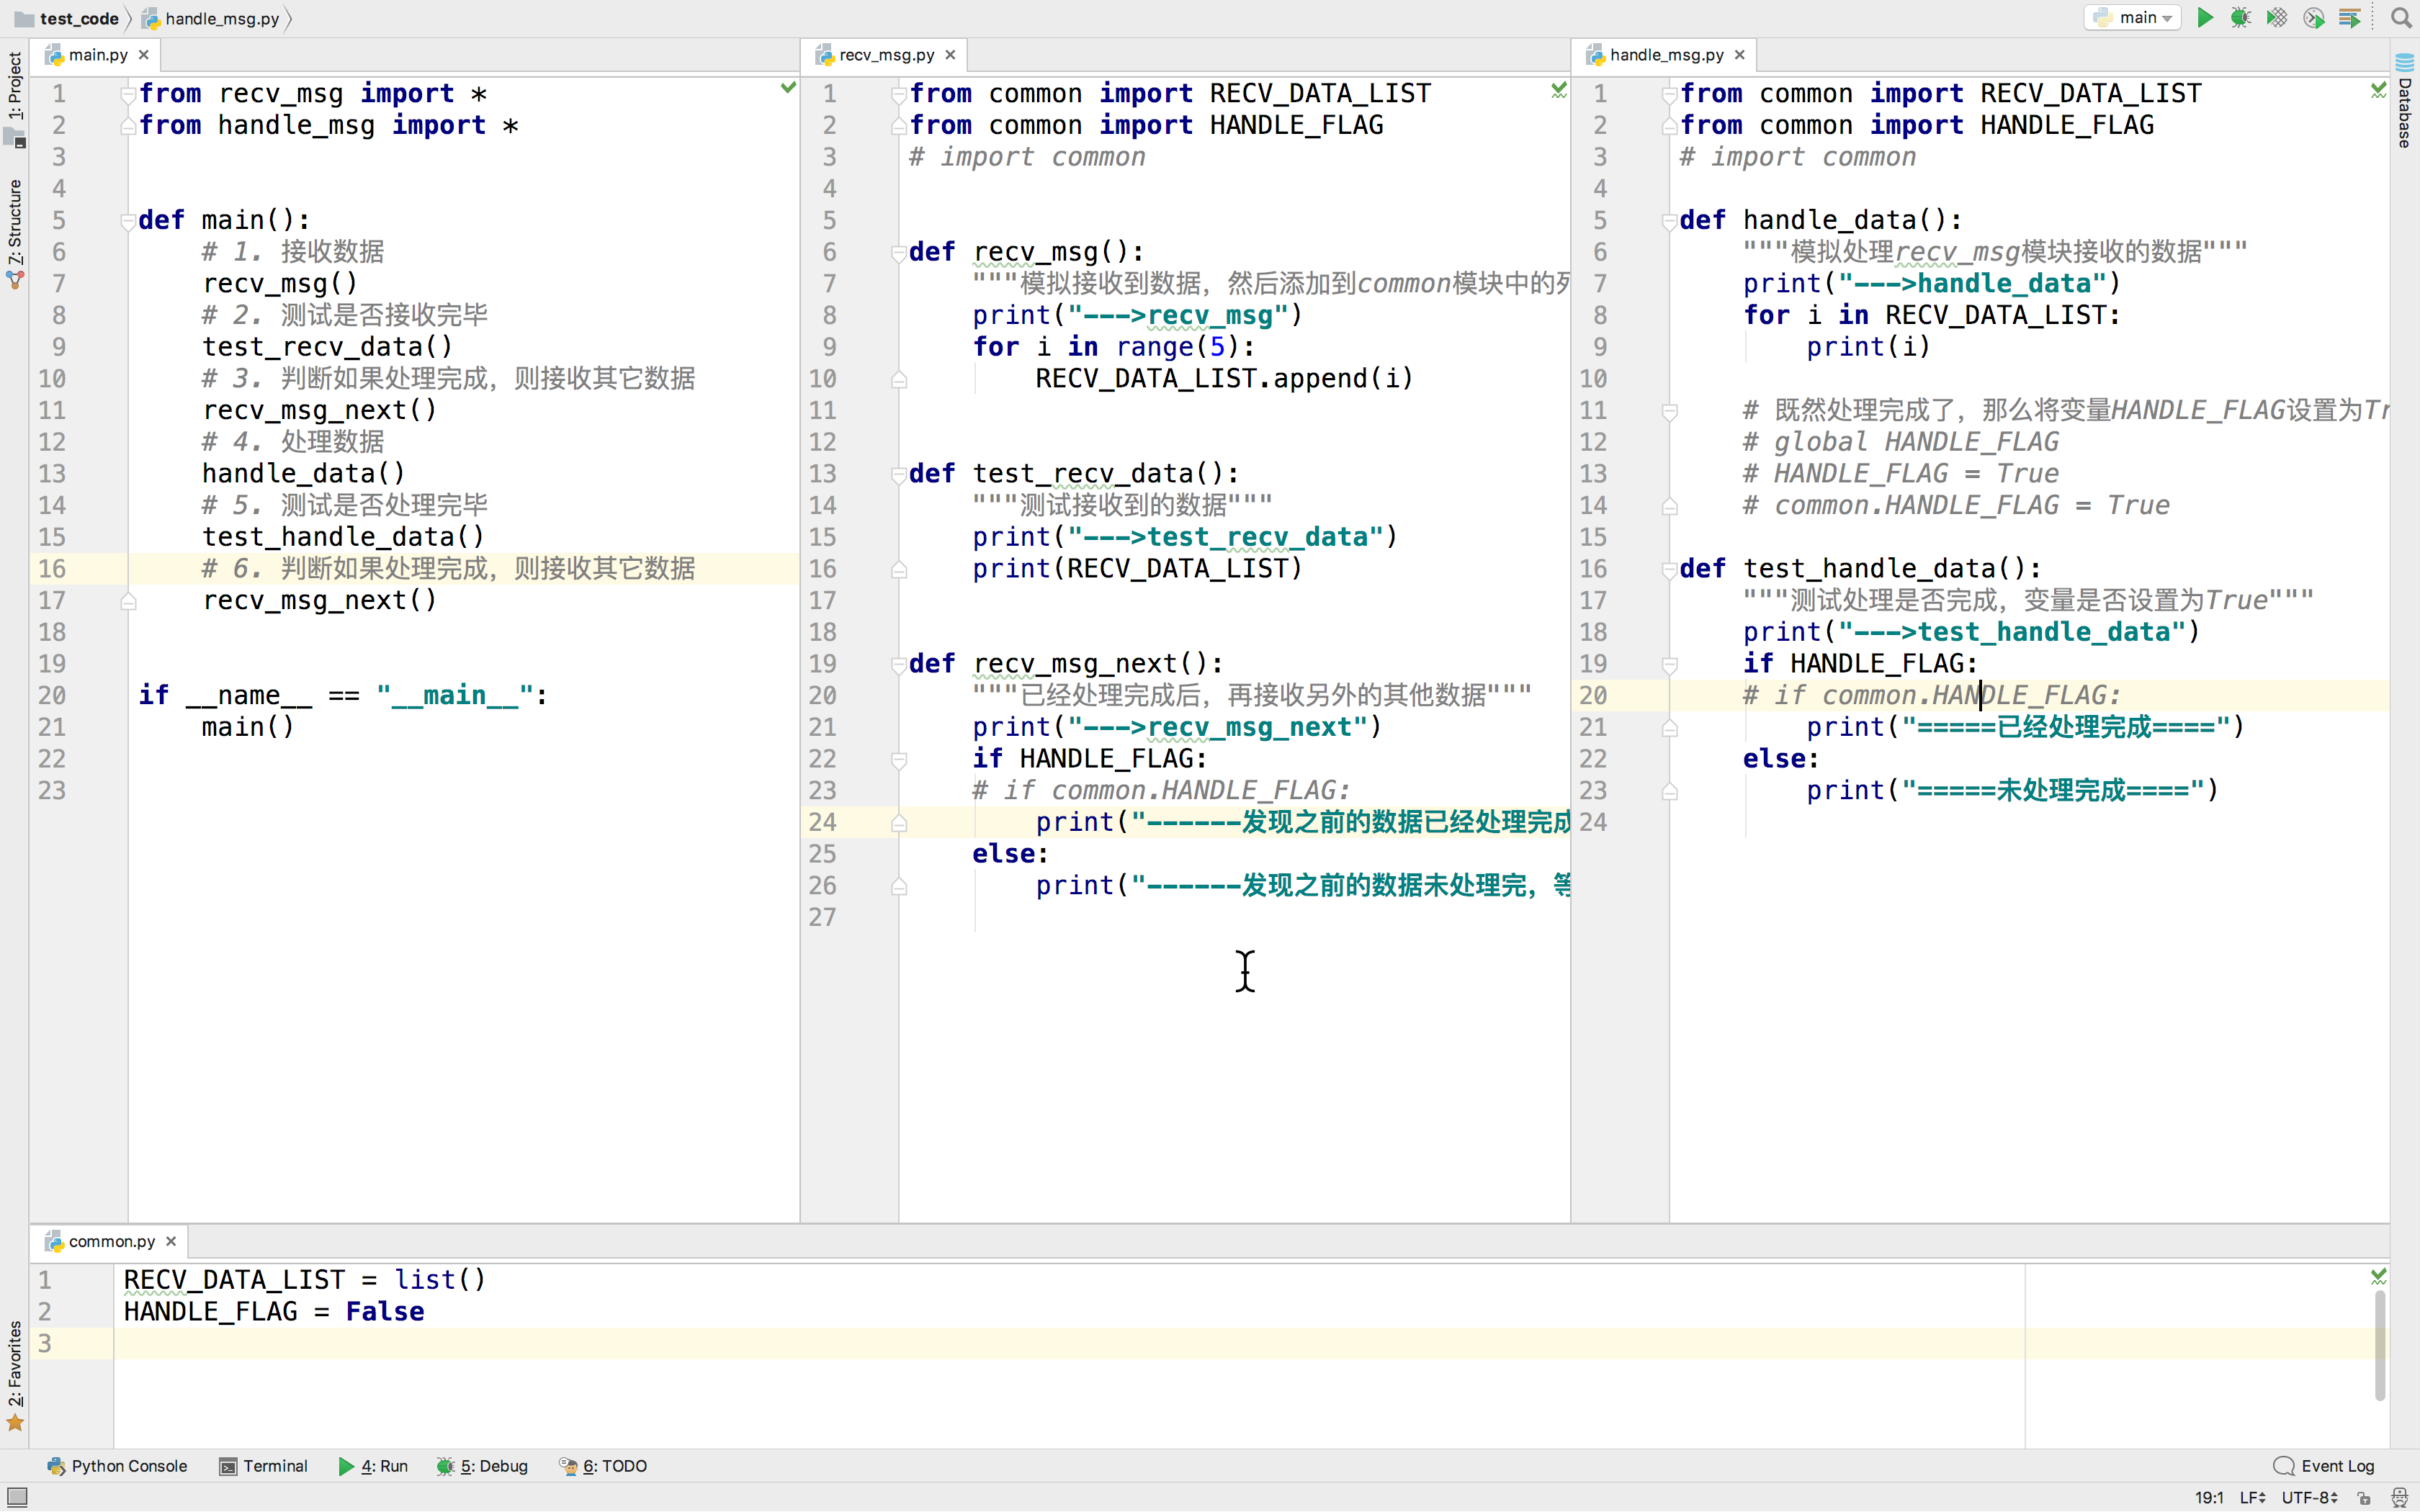 test_code
handle_msg.py
main
1: Project
7: Structure
2: Favorites
Database
main.py
1 from recv_msg import *
2 from handle_msg import *
3
4
5 def main():
6     # 1. 接收数据
7     recv_msg()
8     # 2. 测试是否接收完毕
9     test_recv_data()
10     # 3. 判断如果处理完成，则接收其它数据
11     recv_msg_next()
12     # 4. 处理数据
13     handle_data()
14     # 5. 测试是否处理完毕
15     test_handle_data()
16     # 6. 判断如果处理完成，则接收其它数据
17     recv_msg_next()
18
19
20 if __name__ == "__main__":
21     main()
22
23
recv_msg.py
1 from common import RECV_DATA_LIST
2 from common import HANDLE_FLAG
3 # import common
4
5
6 def recv_msg():
7     """模拟接收到数据，然后添加到common模块中的列
8     print("--->recv_msg")
9     for i in range(5):
10         RECV_DATA_LIST.append(i)
11
12
13 def test_recv_data():
14     """测试接收到的数据"""
15     print("--->test_recv_data")
16     print(RECV_DATA_LIST)
17
18
19 def recv_msg_next():
20     """已经处理完成后，再接收另外的其他数据"""
21     print("--->recv_msg_next")
22     if HANDLE_FLAG:
23     # if common.HANDLE_FLAG:
24         print("------发现之前的数据已经处理完成
25     else:
26         print("------发现之前的数据未处理完，等
27
handle_msg.py
1 from common import RECV_DATA_LIST
2 from common import HANDLE_FLAG
3 # import common
4
5 def handle_data():
6     """模拟处理recv_msg模块接收的数据"""
7     print("--->handle_data")
8     for i in RECV_DATA_LIST:
9         print(i)
10
11     # 既然处理完成了，那么将变量HANDLE_FLAG设置为Tr
12     # global HANDLE_FLAG
13     # HANDLE_FLAG = True
14     # common.HANDLE_FLAG = True
15
16 def test_handle_data():
17     """测试处理是否完成，变量是否设置为True"""
18     print("--->test_handle_data")
19     if HANDLE_FLAG:
20     # if common.HANDLE_FLAG:
21         print("=====已经处理完成====")
22     else:
23         print("=====未处理完成====")
24
common.py
1 RECV_DATA_LIST = list()
2 HANDLE_FLAG = False
3
Python Console Terminal 4: Run 5: Debug 6: TODO Event Log
19:1 LF UTF-8